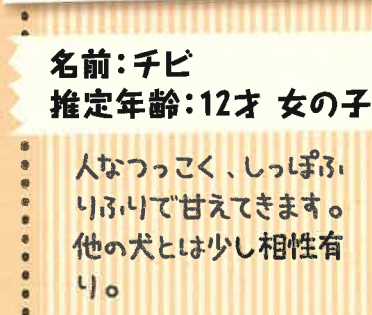 名前：チビ
推定年齢：12才 女の子
人なつっこく、しっぽふ
りふりで甘えてきます。
他の犬とは少し相性有
り。